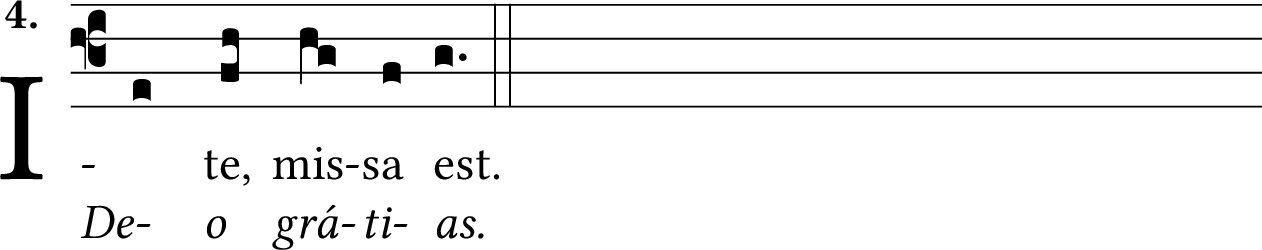 4.
I - te, mis-sa est.
De- o grá-ti- as.